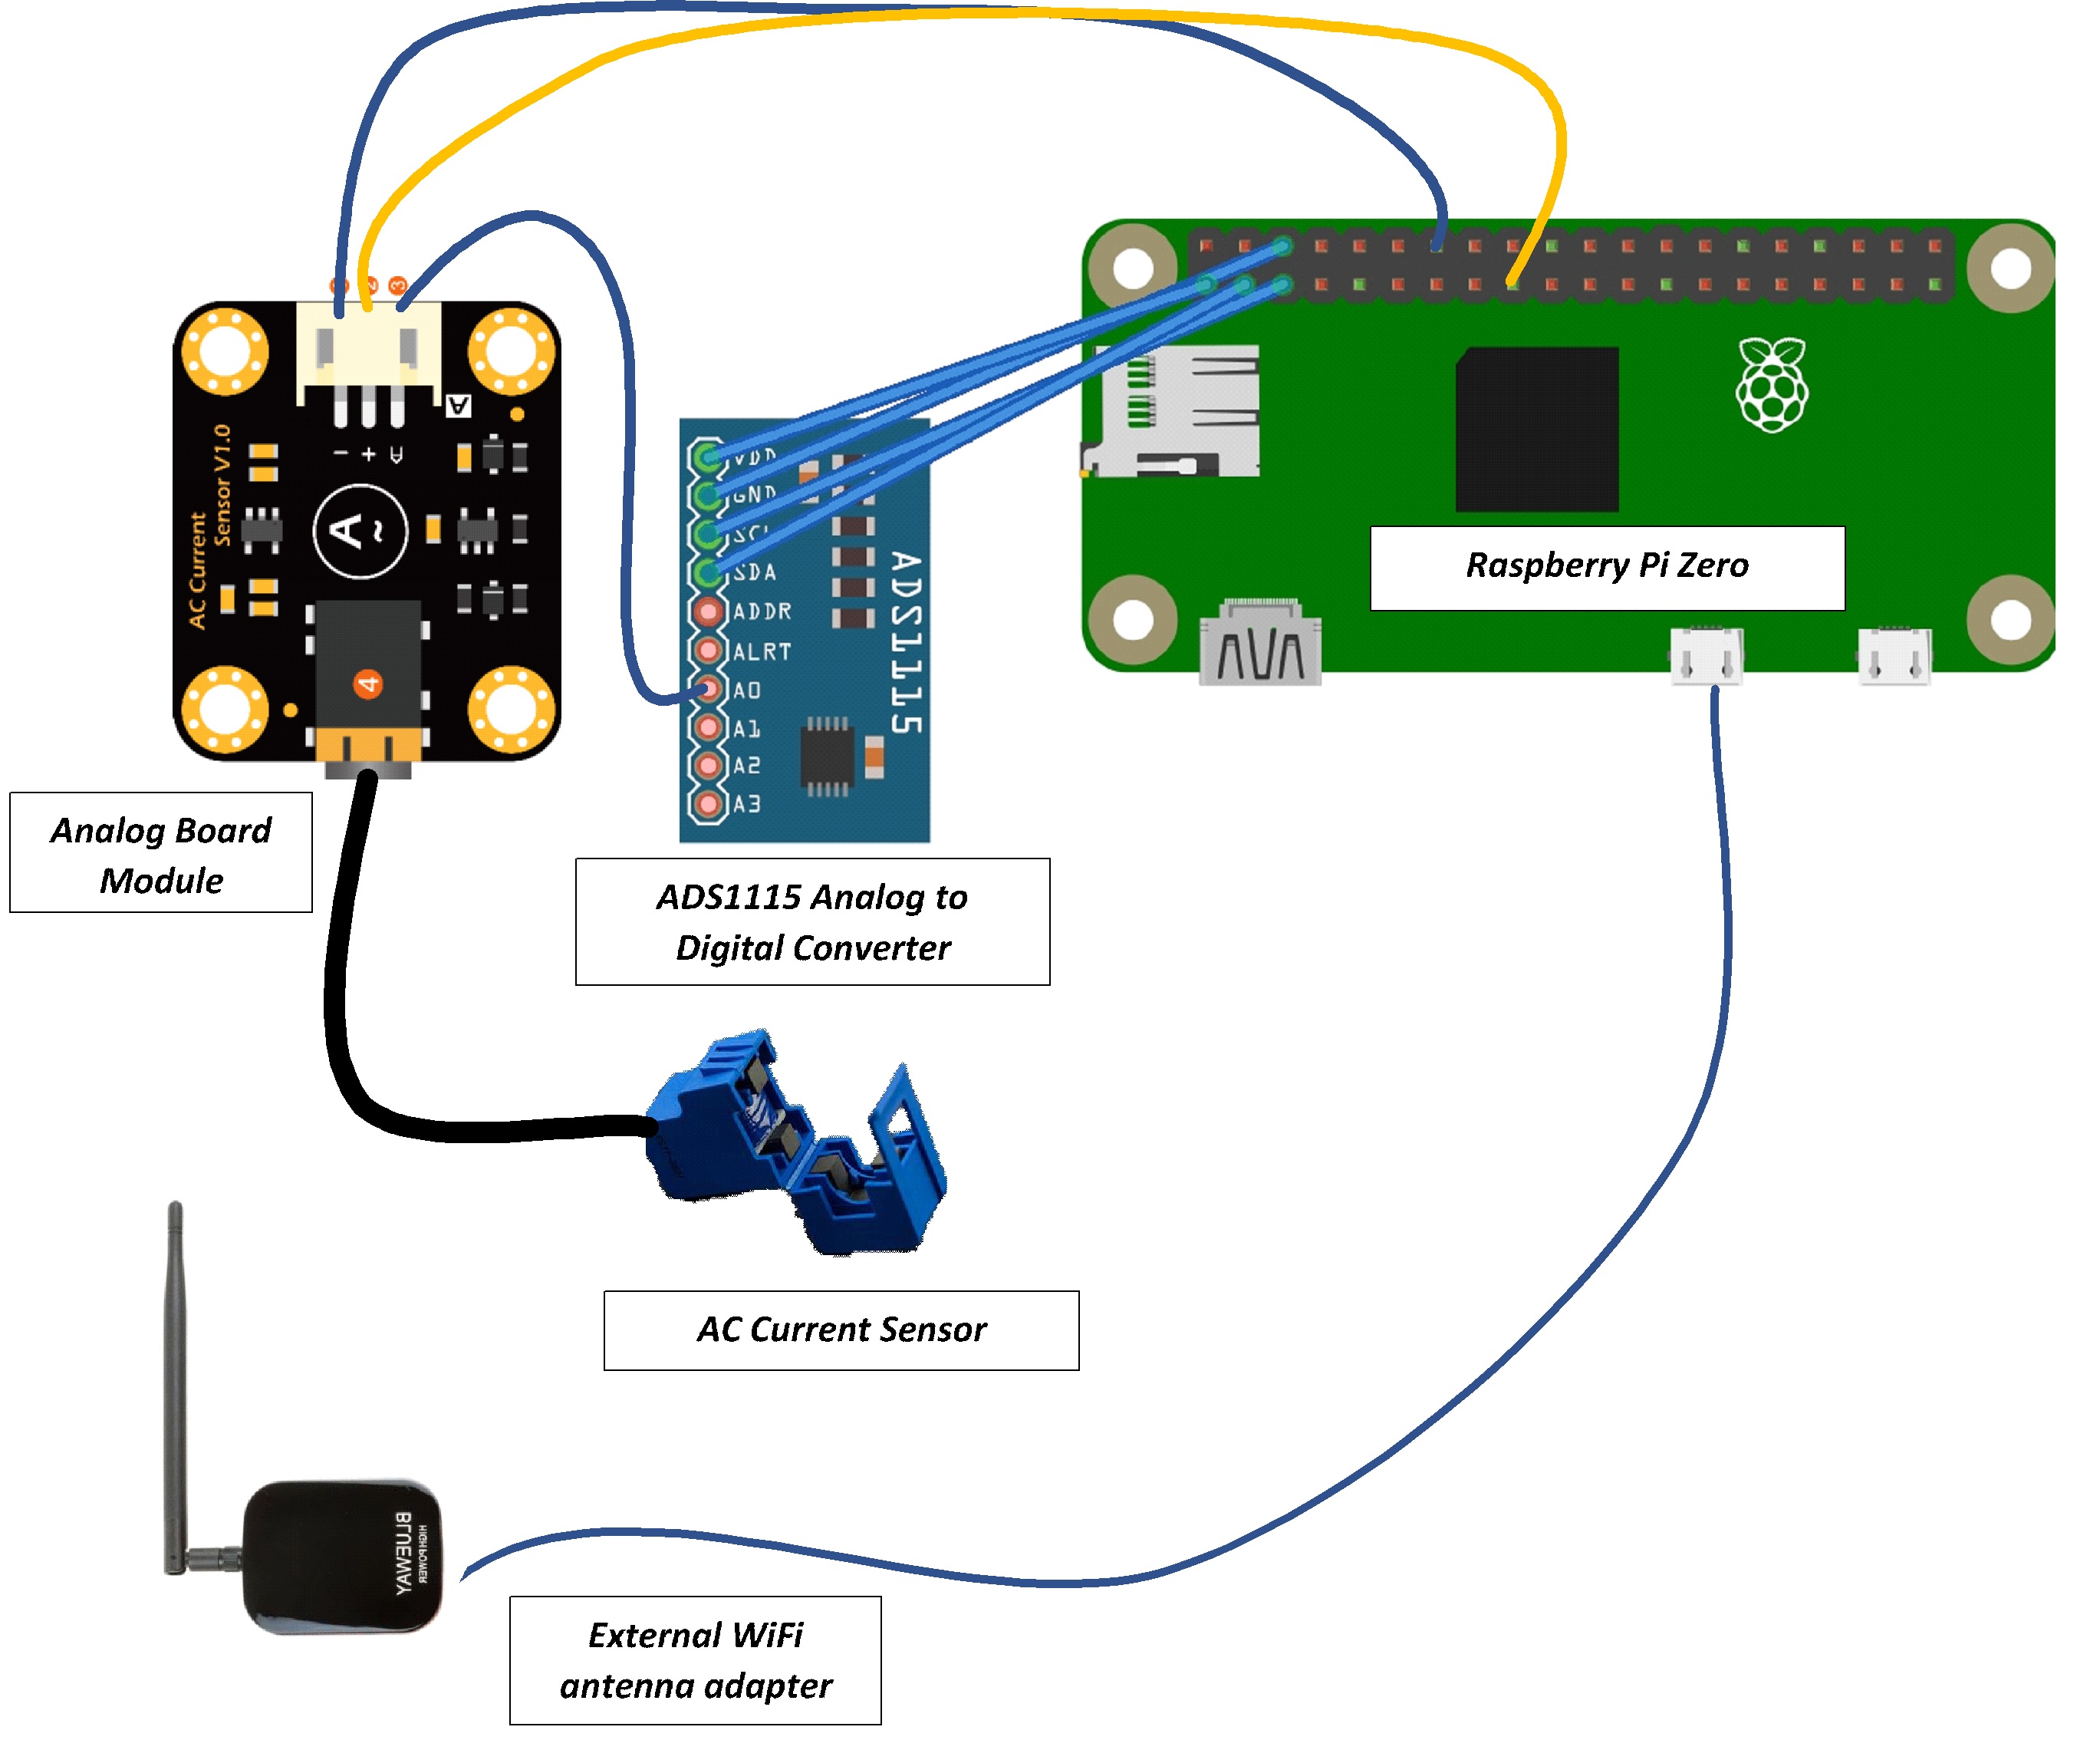 1
2
3
A
- + A
AC Current
Sensor V1.0
A
~
4
Analog Board
Module
VDD
GND
SCL
SDA
ADDR
ALRT
A0
A1
A2
A3
ADS1115
ADS1115 Analog to
Digital Converter
Raspberry Pi Zero
AC Current Sensor
BLUEWAY
HIGH POWER
External WiFi
antenna adapter